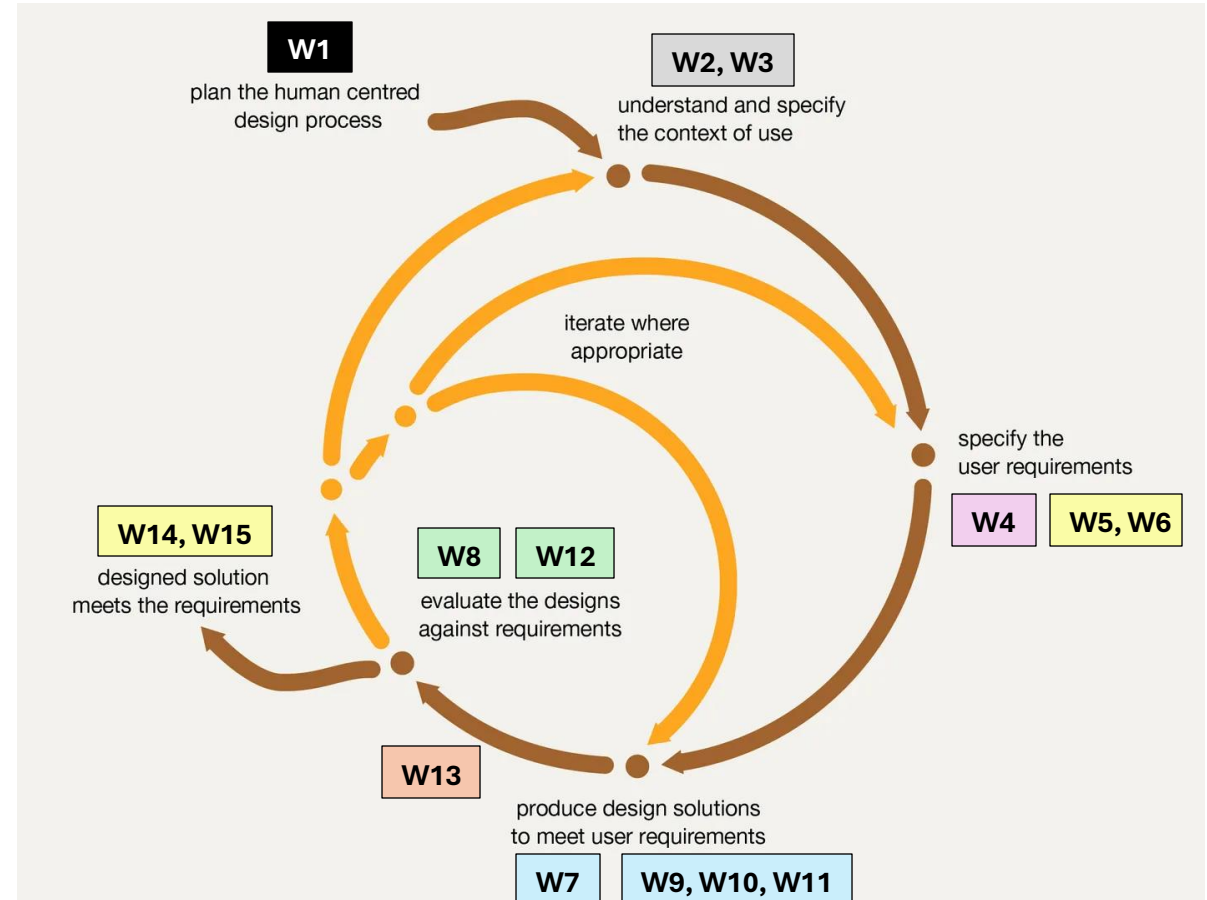 W1
plan the human centred
design process
W2, W3
understand and specify
the context of use
iterate where
appropriate
specify the
user requirements
W4
W5, W6
W14, W15
designed solution
meets the requirements
W8
W12
evaluate the designs
against requirements
W13
produce design solutions
to meet user requirements
W7
W9, W10, W11